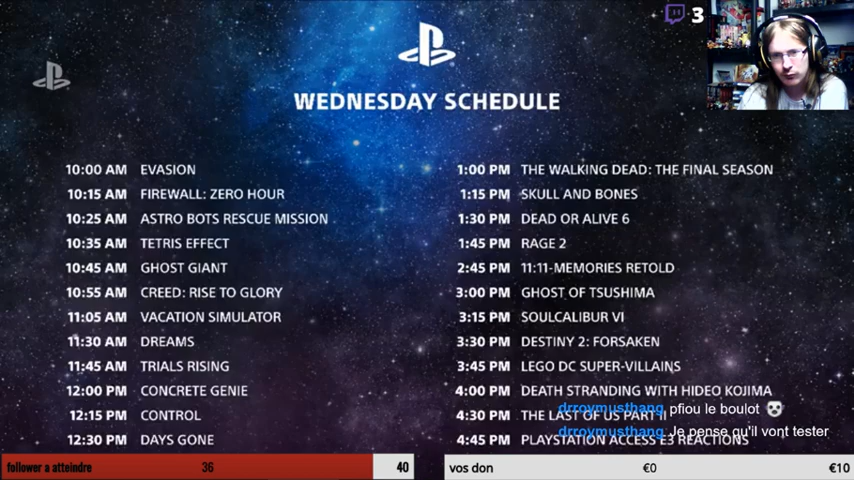 3
WEDNESDAY SCHEDULE
10:00 AM EVASION
10:15 AM FIREWALL: ZERO HOUR
10:25 AM ASTRO BOTS RESCUE MISSION
10:35 AM TETRIS EFFECT
10:45 AM GHOST GIANT
10:55 AM CREED: RISE TO GLORY
11:05 AM VACATION SIMULATOR
11:30 AM DREAMS
11:45 AM TRIALS RISING
12:00 PM CONCRETE GENIE
12:15 PM CONTROL
12:30 PM DAYS GONE
1:00 PM THE WALKING DEAD: THE FINAL SEASON
1:15 PM SKULL AND BONES
1:30 PM DEAD OR ALIVE 6
1:45 PM RAGE 2
2:45 PM 11:11-MEMORIES RETOLD
3:00 PM GHOST OF TSUSHIMA
3:15 PM SOULCALIBUR VI
3:30 PM DESTINY 2: FORSAKEN
3:45 PM LEGO DC SUPER-VILLAINS
4:00 PM DEATH STRANDING WITH HIDEO KOJIMA
4:30 PM THE LAST OF US PART II
4:45 PM PLAYSTATION ACCESS E3 REACTIONS
drroymusthang pfiou le boulot
drroymusthang Je pense qu'il vont tester
follower a atteindre 36 40
vos don €0 €10